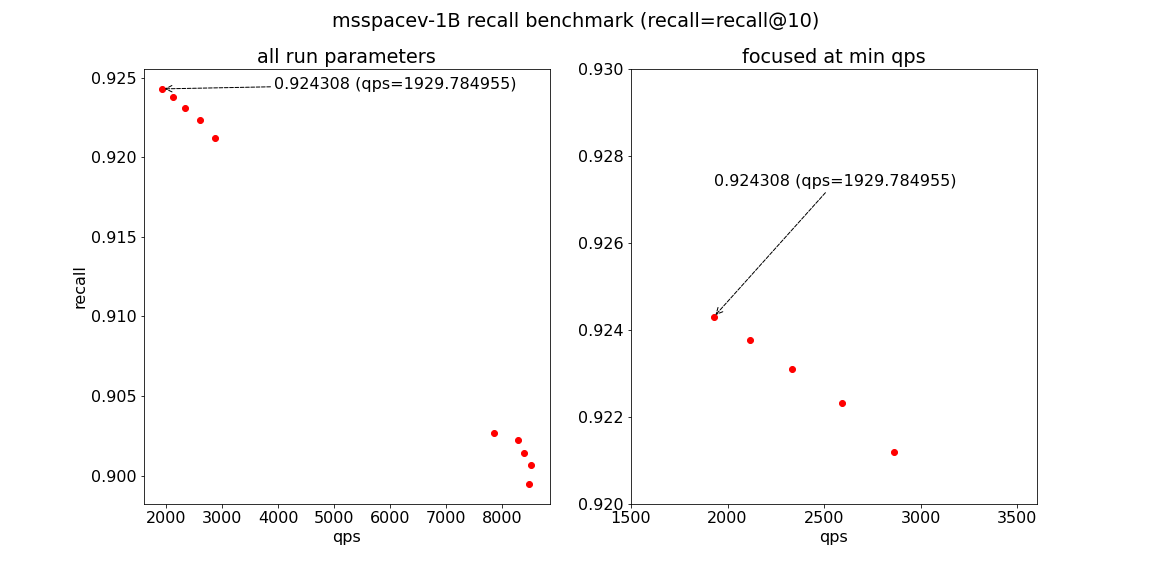 msspacev-1B recall benchmark (recall=recall@10)
all run parameters
0.924308 (qps=1929.784955)
recall
0.925
0.920
0.915
0.910
0.905
0.900
2000 3000 4000 5000 6000 7000 8000
qps
focused at min qps
0.924308 (qps=1929.784955)
0.930
0.928
0.926
0.924
0.922
0.920
1500 2000 2500 3000 3500
qps